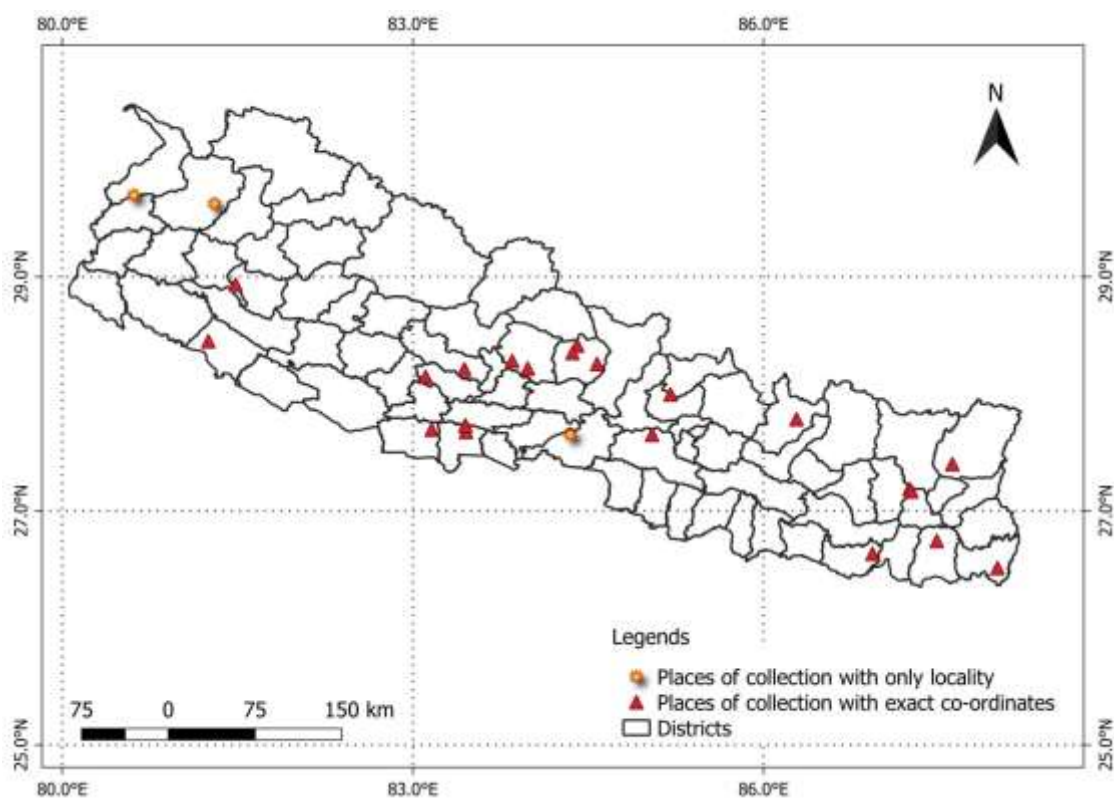 80.0°E 83.0°E 86.0°E
N
29.0°N 29.0°N
27.0°N 27.0°N
Legends
Places of collection with only locality
Places of collection with exact co-ordinates
75 0 75 150 km
Districts
25.0°N 25.0°N
80.0°E 83.0°E 86.0°E